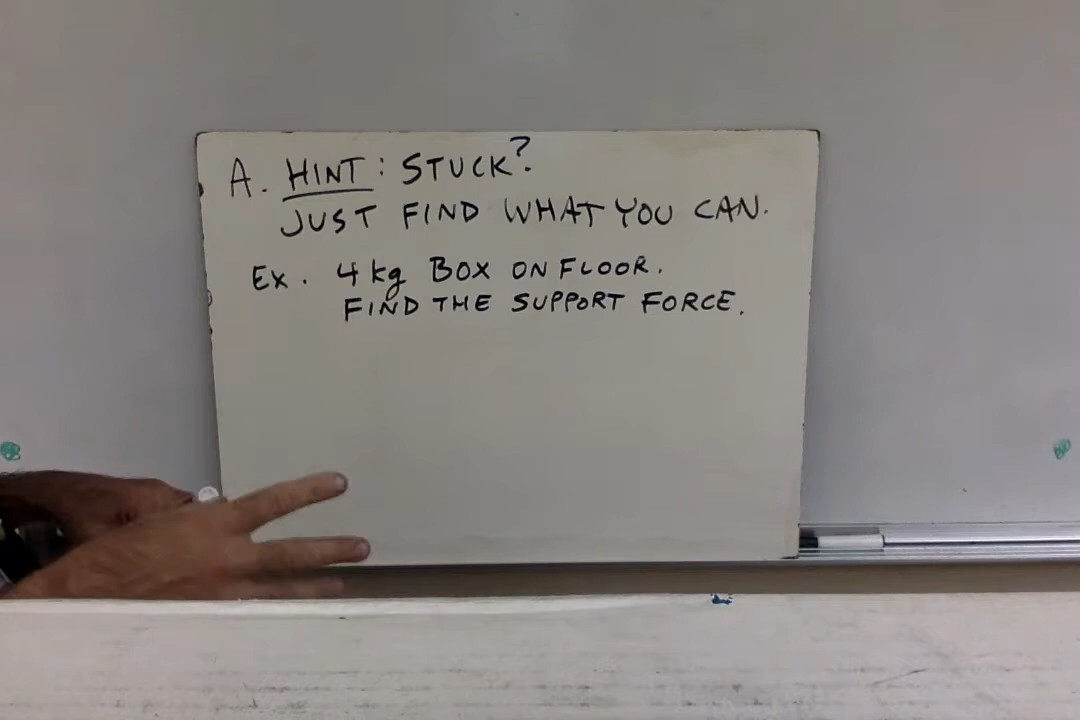 A. HINT: STUCK?
JUST FIND WHAT YOU CAN.
Ex. 4 kg BOX ON FLOOR.
FIND THE SUPPORT FORCE.